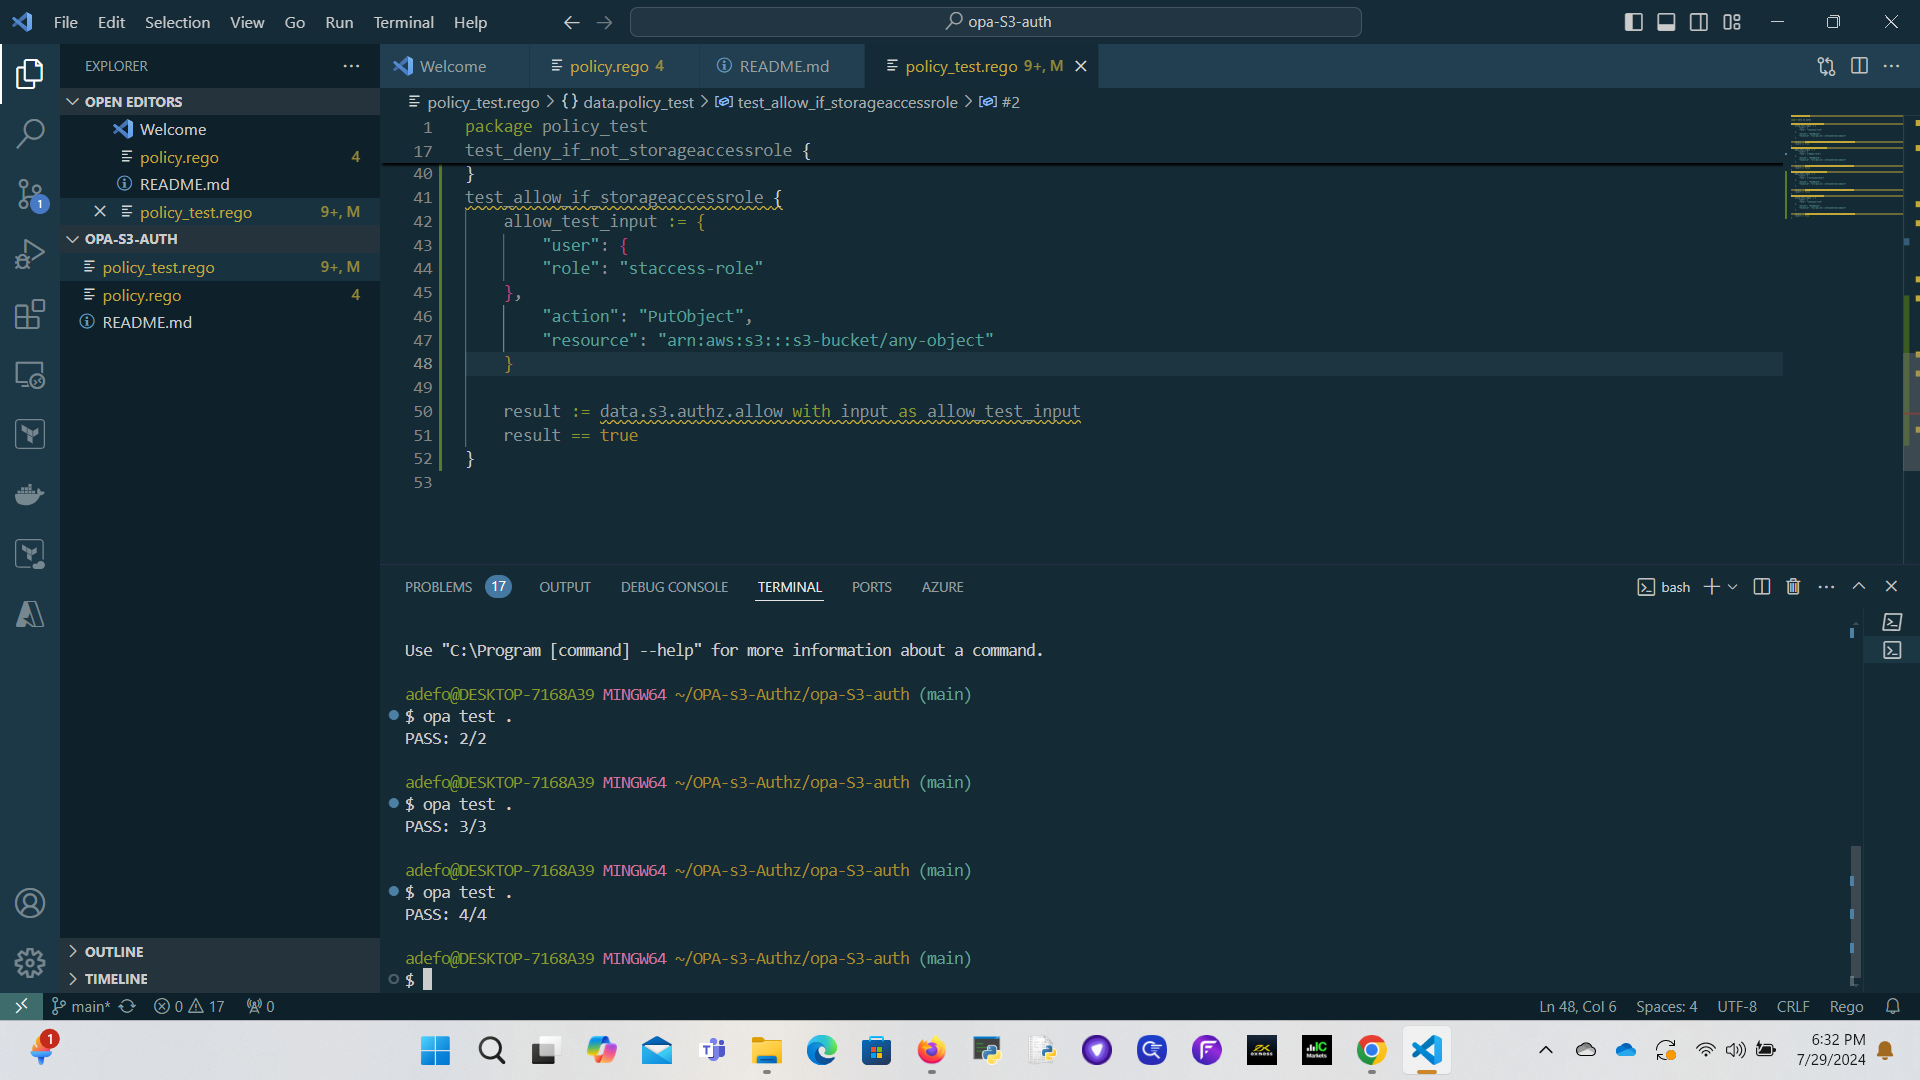 File Edit Selection View Go Run Terminal Help
opa-S3-auth
EXPLORER
Welcome
policy.rego 4
README.md
policy_test.rego 9+, M
OPEN EDITORS
Welcome
policy.rego 4
README.md
policy_test.rego 9+, M
OPA-S3-AUTH
policy_test.rego 9+, M
policy.rego 4
README.md
1
OUTLINE
TIMELINE
policy_test.rego > {} data.policy_test > test_allow_if_storageaccessrole > #2
1 package policy_test
17 test_deny_if_not_storageaccessrole {
40 }
41 test_allow_if_storageaccessrole {
42 allow_test_input := {
43 "user": {
44 "role": "staccess-role"
45 },
46 "action": "PutObject",
47 "resource": "arn:aws:s3:::s3-bucket/any-object"
48 }
49
50 result := data.s3.authz.allow with input as allow_test_input
51 result == true
52 }
53
PROBLEMS 17 OUTPUT DEBUG CONSOLE TERMINAL PORTS AZURE
bash
Use "C:\Program [command] --help" for more information about a command.
adefo@DESKTOP-7168A39 MINGW64 ~/OPA-s3-Authz/opa-S3-auth (main)
$ opa test .
PASS: 2/2
adefo@DESKTOP-7168A39 MINGW64 ~/OPA-s3-Authz/opa-S3-auth (main)
$ opa test .
PASS: 3/3
adefo@DESKTOP-7168A39 MINGW64 ~/OPA-s3-Authz/opa-S3-auth (main)
$ opa test .
PASS: 4/4
adefo@DESKTOP-7168A39 MINGW64 ~/OPA-s3-Authz/opa-S3-auth (main)
$
main* 0 17 0
Ln 48, Col 6 Spaces: 4 UTF-8 CRLF Rego
1
6:32 PM
7/29/2024